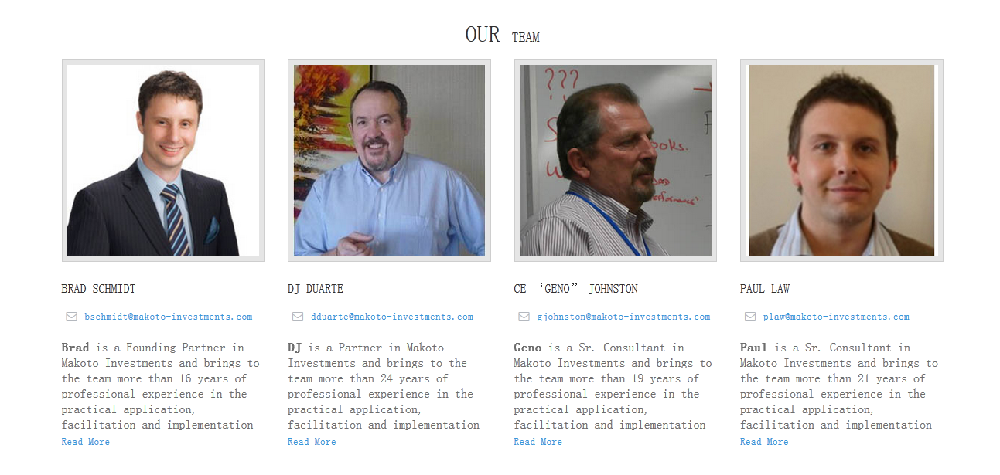 OUR TEAM
???
S
ooks.
W
performance'
BRAD SCHMIDT
bschmidt@makoto-investments.com
Brad is a Founding Partner in
Makoto Investments and brings to
the team more than 16 years of
professional experience in the
practical application,
facilitation and implementation
Read More
DJ DUARTE
dduarte@makoto-investments.com
DJ is a Partner in Makoto
Investments and brings to the
team more than 24 years of
professional experience in the
practical application,
facilitation and implementation
Read More
CE ‘GENO” JOHNSTON
gjohnston@makoto-investments.com
Geno is a Sr. Consultant in
Makoto Investments and brings to
the team more than 19 years of
professional experience in the
practical application,
facilitation and implementation
Read More
PAUL LAW
plaw@makoto-investments.com
Paul is a Sr. Consultant in
Makoto Investments and brings to
the team more than 21 years of
professional experience in the
practical application,
facilitation and implementation
Read More